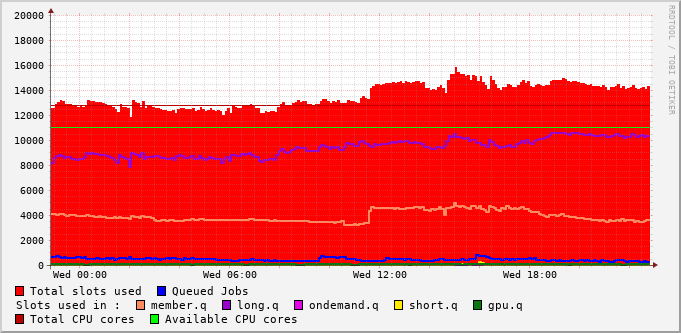 20000
18000
16000
14000
12000
10000
8000
6000
4000
2000
0
Wed 00:00 Wed 06:00 Wed 12:00 Wed 18:00
RRDTOOL / TOBI OETIKER
Total slots used Queued Jobs
Slots used in : member.q long.q ondemand.q short.q gpu.q
Total CPU cores Available CPU cores